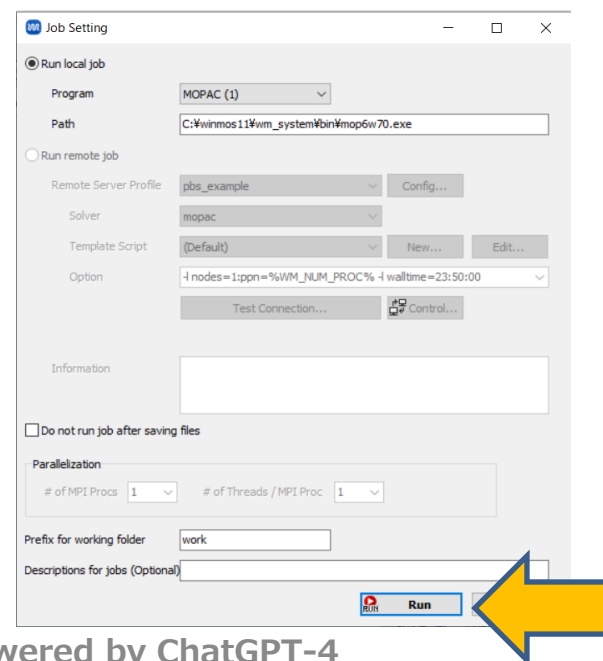 Job Setting
Run local job
Program MOPAC (1)
Path C:¥winmos11¥wm_system¥bin¥mop6w70.exe
Run remote job
Remote Server Profile pbs_example Config...
Solver mopac
Template Script (Default) New... Edit...
Option -l nodes=1:ppn=%WM_NUM_PROC% -l walltime=23:50:00
Test Connection... Control...
Information
Do not run job after saving files
Parallelization
# of MPI Procs 1 # of Threads / MPI Proc 1
Prefix for working folder work
Descriptions for jobs (Optional)
RUN Run
wered by ChatGPT-4